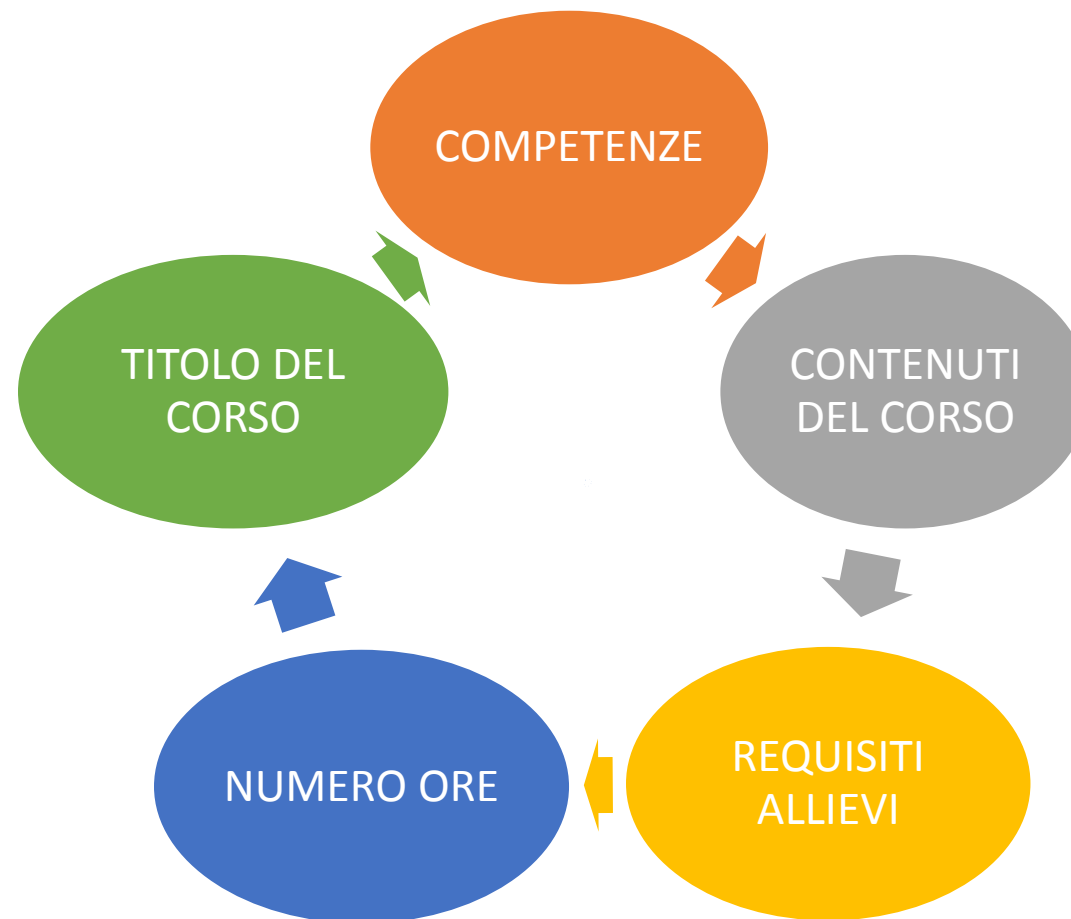 COMPETENZE
TITOLO DEL
CORSO
CONTENUTI
DEL CORSO
NUMERO ORE
REQUISITI
ALLIEVI